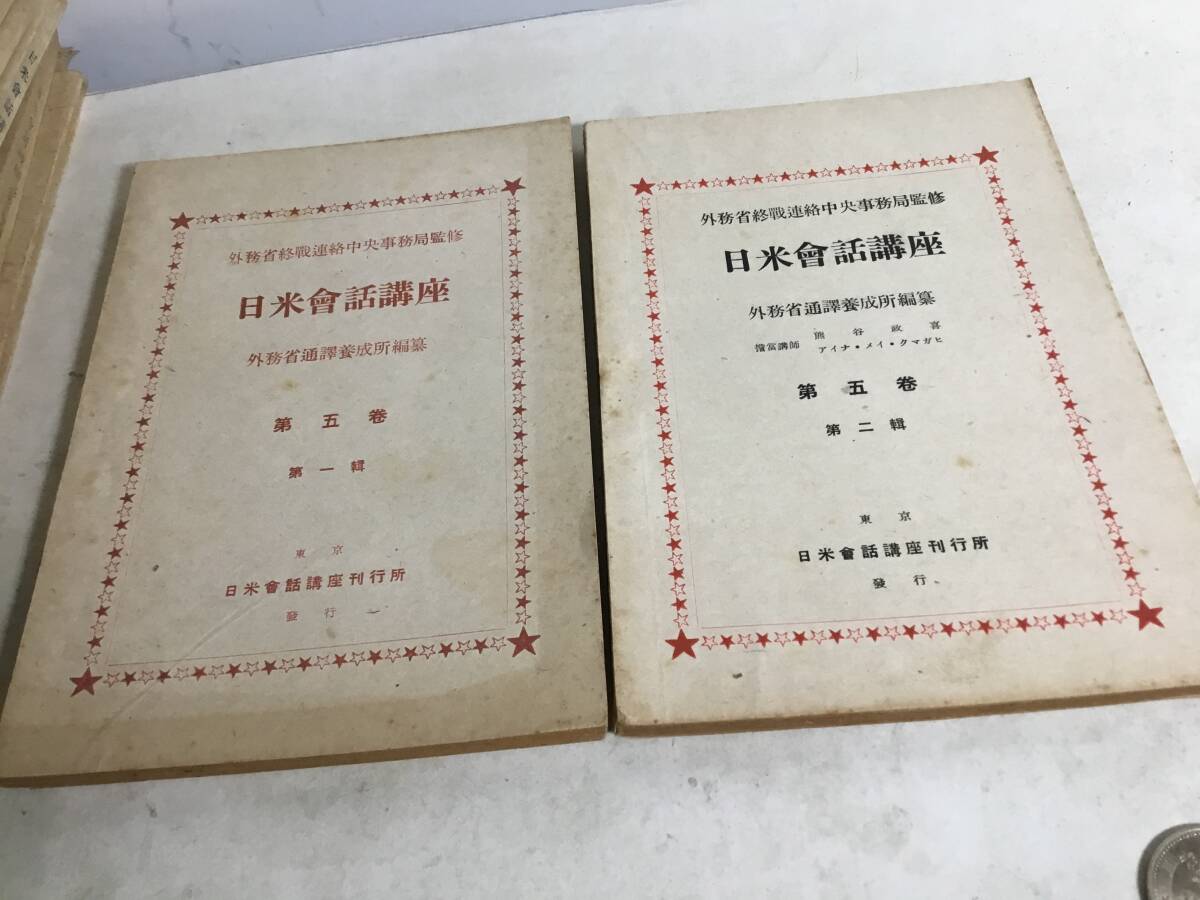 日米會話
外務省終戰連絡中央事務局監修
日米會話講座
外務省通譯養成所編纂
第五卷
第一輯
東京
日米會話講座刊行所
發行
外務省終戰連絡中央事務局監修
日米會話講座
外務省通譯養成所編纂
擔當講師 熊谷政喜
アイナ・メイ・クマガヒ
第五卷
第二輯
東京
日米會話講座刊行所
發行